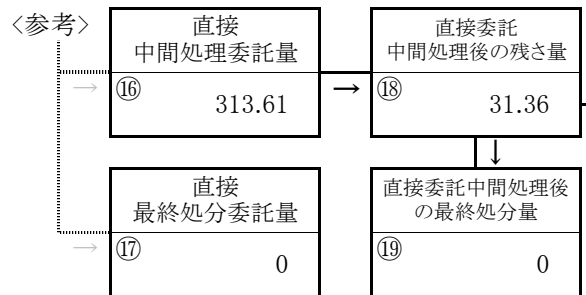 〈参考〉
直接
中間処理委託量
⑯
313.61
→
→
直接委託
中間処理後の残さ量
⑱
31.36
↓
直接
最終処分委託量
⑰
0
→
直接委託中間処理後
の最終処分量
⑲
0